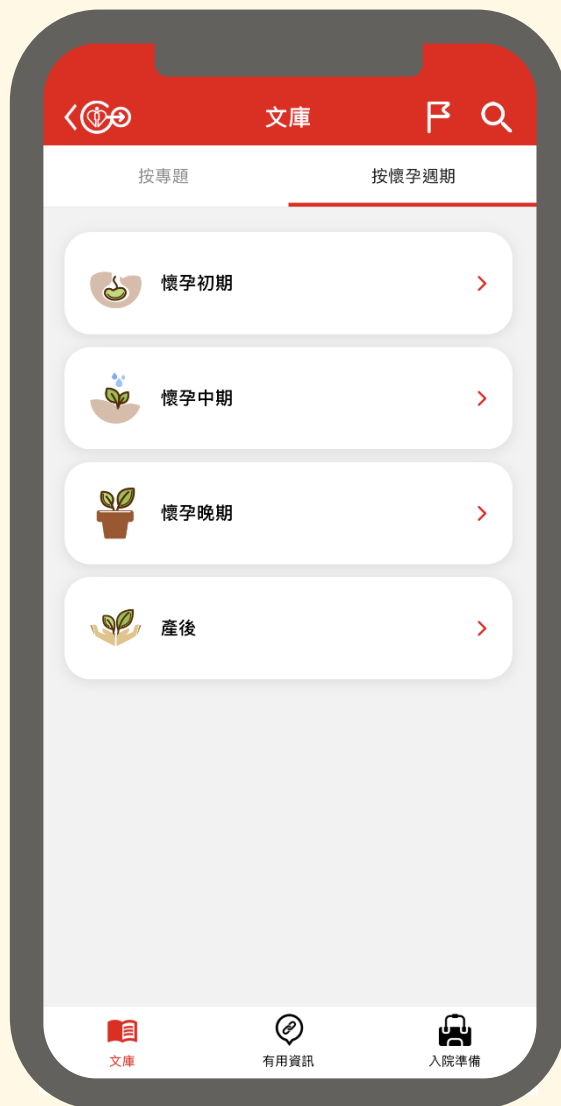 文庫
按專題
按懷孕週期
懷孕初期
懷孕中期
懷孕晚期
產後
文庫
有用資訊
入院準備